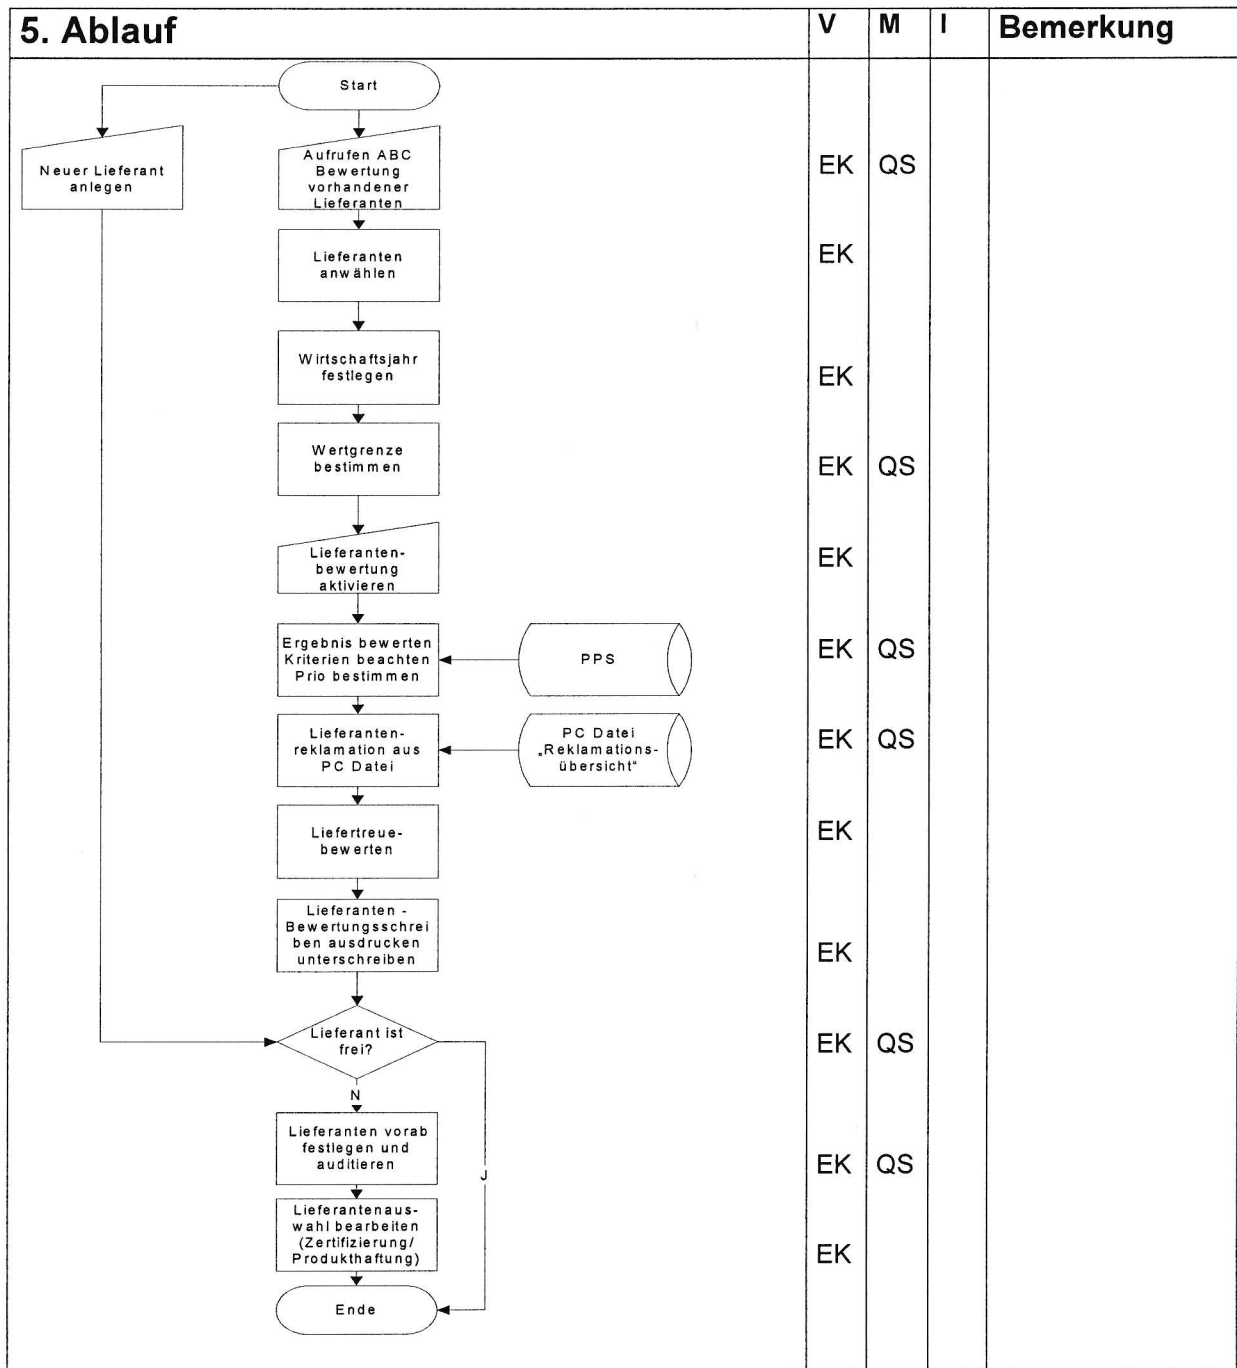 5. Ablauf V M I Bemerkung
Start
Neuer Lieferant
anlegen
Aufrufen ABC
Bewertung
vorhandener
Lieferanten
EK QS
Lieferanten
anwählen
EK
Wirtschaftsjahr
festlegen
EK
Wertgrenze
bestimmen
EK QS
Lieferanten-
bewertung
aktivieren
EK
Ergebnis bewerten
Kriterien beachten
Prio bestimmen
PPS
EK QS
Lieferanten-
reklamation aus
PC Datei
PC Datei
„Reklamations-
übersicht“
EK QS
Liefertreue-
bewerten
EK
Lieferanten -
Bewertungsschrei
ben ausdrucken
unterschreiben
EK
Lieferant ist
frei?
EK QS
N
Lieferanten vorab
festlegen und
auditieren
J
EK QS
Lieferantenaus-
wahl bearbeiten
(Zertifizierung/
Produkthaftung)
EK
Ende